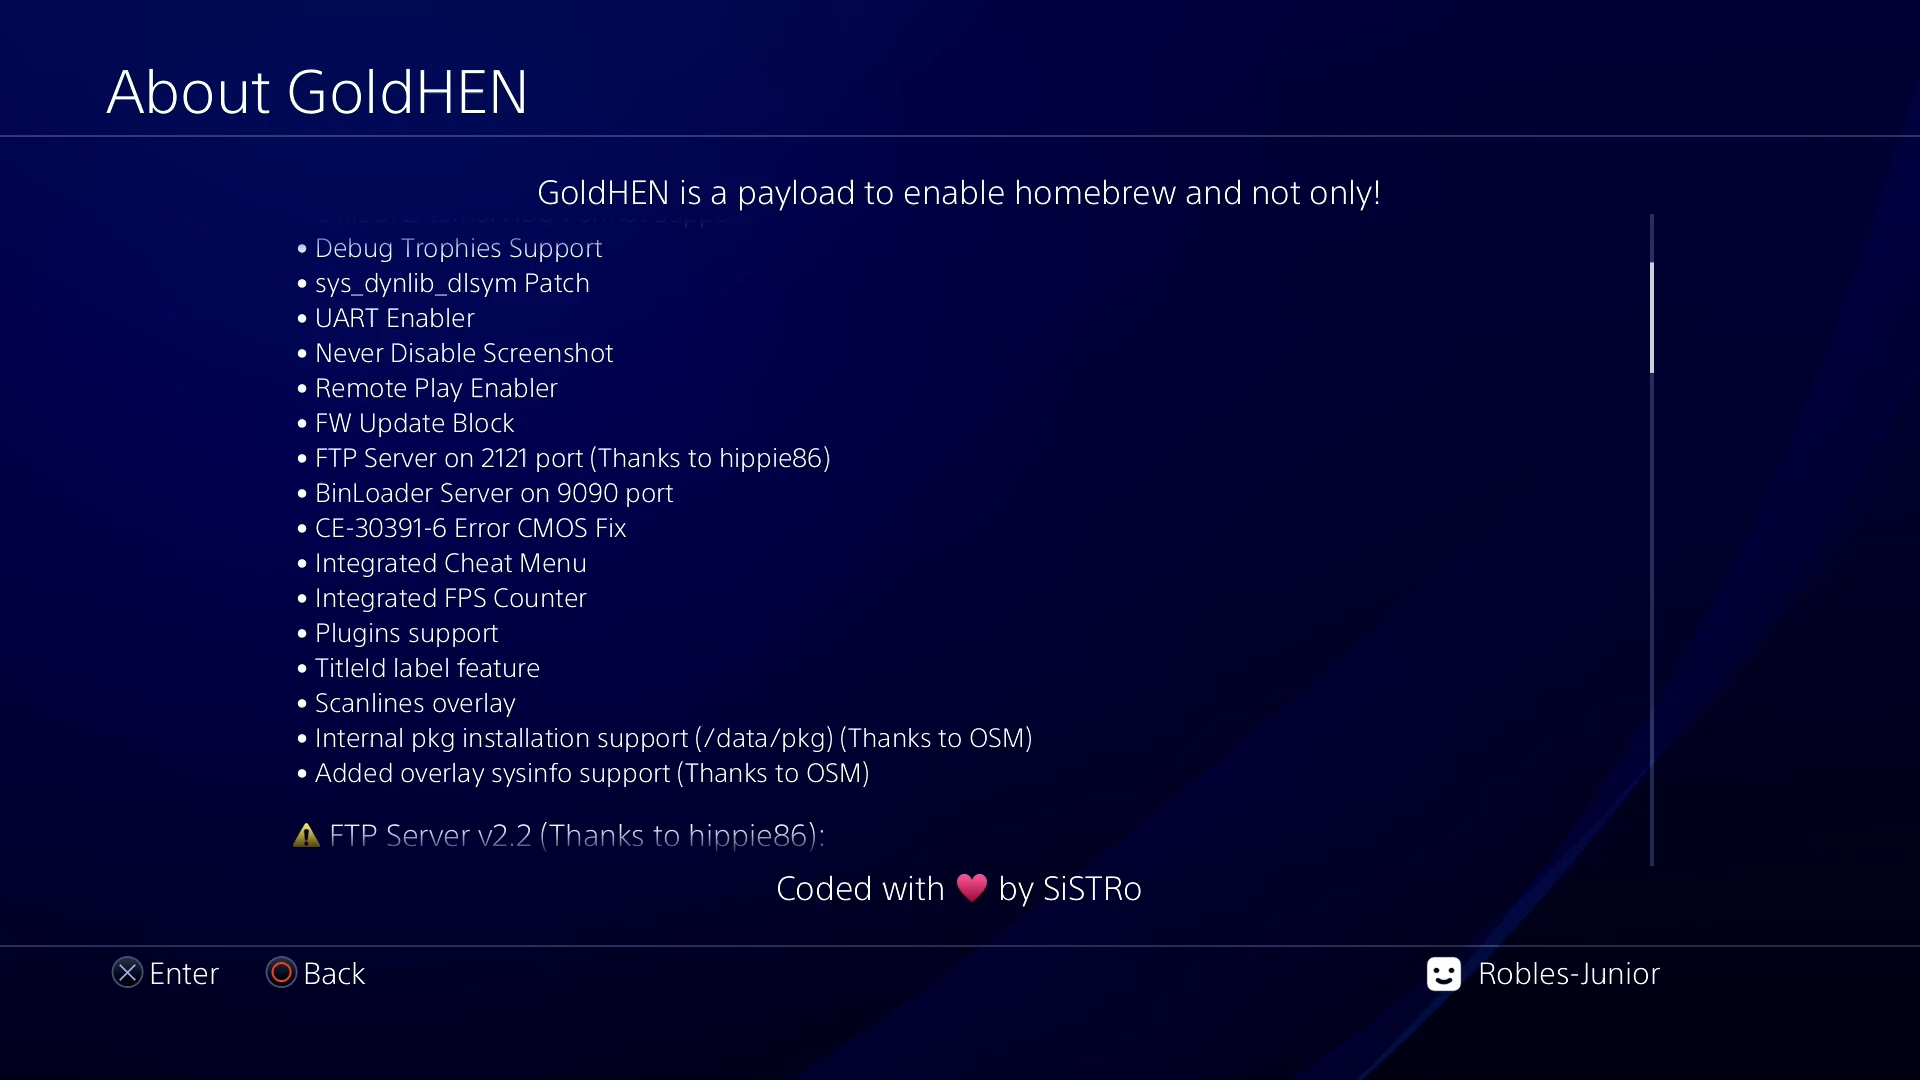 About GoldHEN
GoldHEN is a payload to enable homebrew and not only!
• Debug Trophies Support
• sys_dynlib_dlsym Patch
• UART Enabler
• Never Disable Screenshot
• Remote Play Enabler
• FW Update Block
• FTP Server on 2121 port (Thanks to hippie86)
• BinLoader Server on 9090 port
• CE-30391-6 Error CMOS Fix
• Integrated Cheat Menu
• Integrated FPS Counter
• Plugins support
• TitleId label feature
• Scanlines overlay
• Internal pkg installation support (/data/pkg) (Thanks to OSM)
• Added overlay sysinfo support (Thanks to OSM)
⚠ FTP Server v2.2 (Thanks to hippie86):
Coded with ♥ by SiSTRo
Enter Back Robles-Junior